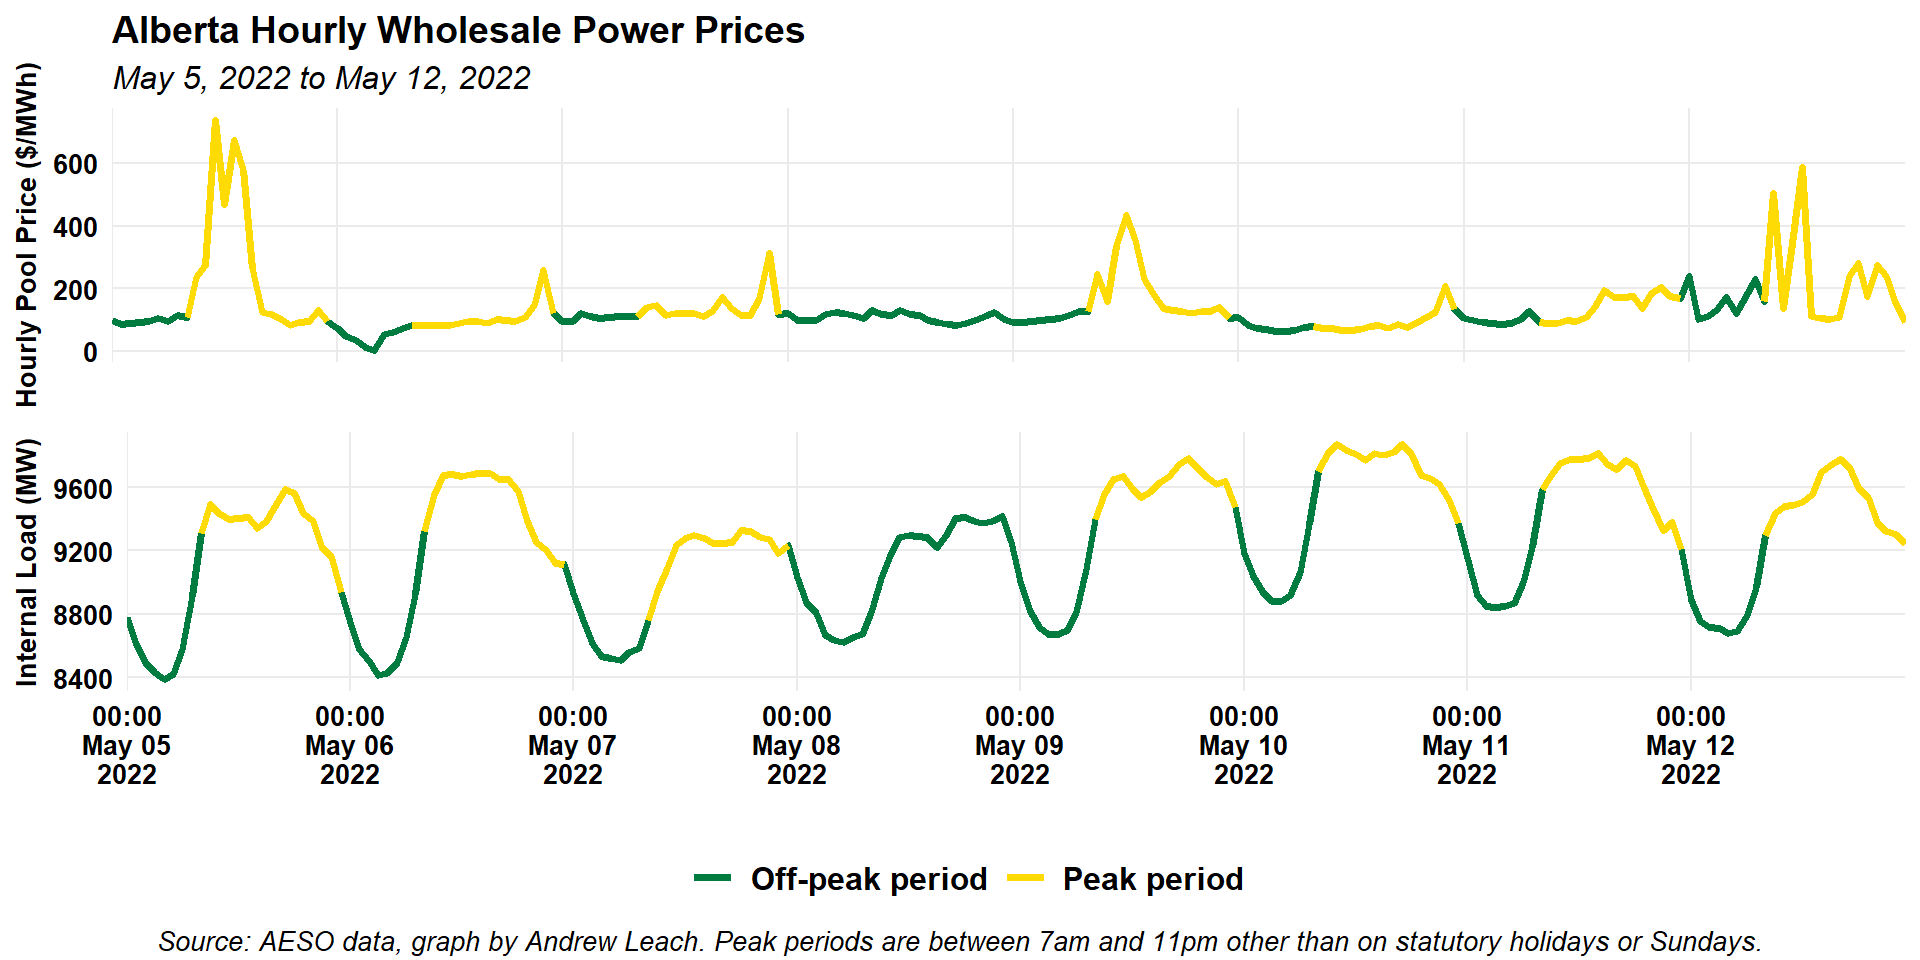 Alberta Hourly Wholesale Power Prices
May 5, 2022 to May 12, 2022
Hourly Pool Price ($/MWh)
600
400
200
0
Internal Load (MW)
9600
9200
8800
8400
00:00 00:00 00:00 00:00 00:00 00:00 00:00 00:00
May 05 May 06 May 07 May 08 May 09 May 10 May 11 May 12
2022 2022 2022 2022 2022 2022 2022 2022
Off-peak period Peak period
Source: AESO data, graph by Andrew Leach. Peak periods are between 7am and 11pm other than on statutory holidays or Sundays.